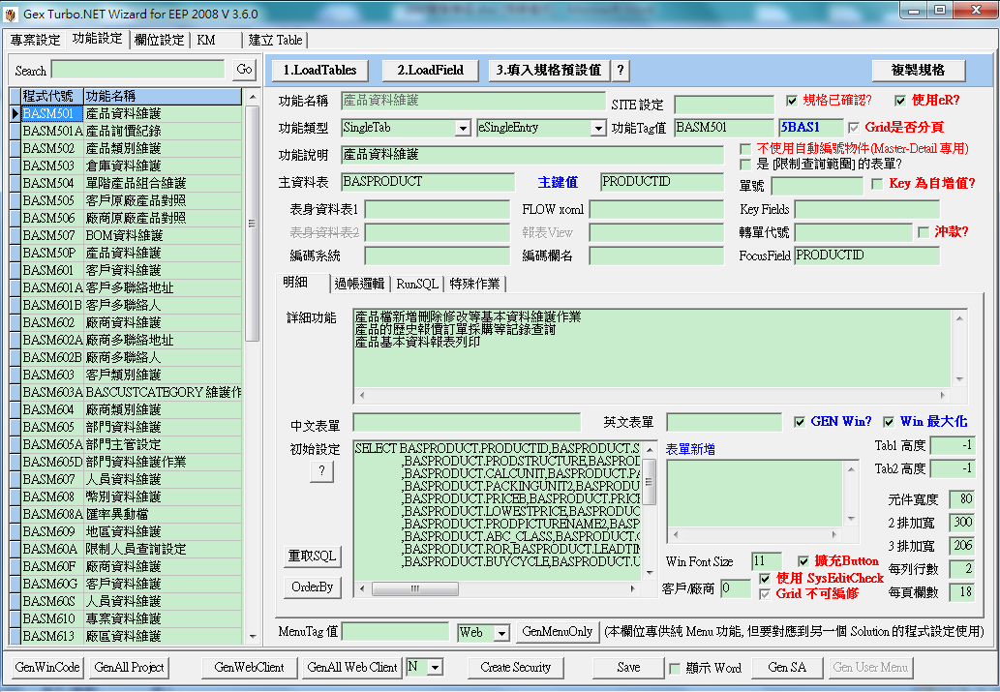 Gex Turbo.NET Wizard for EEP 2008 V 3.6.0
專案設定 功能設定 欄位設定 KM 建立 Table
Search Go
程式代號 功能名稱
BASM501 產品資料維護
BASM501A 產品詢價紀錄
BASM502 產品類別維護
BASM503 倉庫資料維護
BASM504 單階產品組合維護
BASM505 客戶原廠產品對照
BASM506 廠商原廠產品對照
BASM507 BOM資料維護
BASM50P 產品資料維護
BASM601 客戶資料維護
BASM601A 客戶多聯絡地址
BASM601B 客戶多聯絡人
BASM602 廠商資料維護
BASM602A 廠商多聯絡地址
BASM602B 廠商多聯絡人
BASM603 客戶類別維護
BASM603A BASCUSTCATEGORY 維護作
BASM604 廠商類別維護
BASM605 部門資料維護
BASM605A 部門主管設定
BASM605D 部門資料維護作業
BASM607 人員資料維護
BASM608 幣別資料維護
BASM608A 匯率異動檔
BASM609 地區資料維護
BASM60A 限制人員查詢設定
BASM60F 廠商資料維護
BASM60G 客戶資料維護
BASM60S 人員資料維護
BASM610 專案資料維護
BASM613 廠區資料維護
1.LoadTables 2.LoadField 3.填入規格預設值 ? 複製規格
功能名稱 產品資料維護 SITE 設定 規格已確認? 使用eR?
功能類型 SingleTab eSingleEntry 功能Tag值 BASM501 5BAS1 Grid是否分頁
功能說明 產品資料維護 不使用自動編號物件(Master-Detail 專用)
是 [限制查詢範圍] 的表單?
主資料表 BASPRODUCT 主鍵值 PRODUCTID 單號 Key 為自增值?
表身資料表1 FLOW xoml Key Fields
表身資料表2 報表View 轉單代號 沖款?
編碼系統 編碼欄名 FocusField PRODUCTID
明細 過帳邏輯 RunSQL 特殊作業
詳細功能 產品檔新增刪除修改等基本資料維護作業
產品的歷史報價訂單採購等記錄查詢
產品基本資料報表列印
中文表單 英文表單 GEN Win? Win 最大化
初始設定 ? 重取SQL OrderBy
SELECT BASPRODUCT.PRODUCTID,BASPRODUCT.S
,BASPRODUCT.PRODSTRUCTURE,BASPROD
,BASPRODUCT.CALCUNIT,BASPRODUCT.PA
,BASPRODUCT.PACKINGUNIT2,BASPRODU
,BASPRODUCT.PRICEB,BASPRODUCT.PRICE
,BASPRODUCT.LOWESTPRICE,BASPRODUC
,BASPRODUCT.PRODPICTURENAME2,BASP
,BASPRODUCT.ABC_CLASS,BASPRODUCT.
,BASPRODUCT.ROR,BASPRODUCT.LEADTIM
,BASPRODUCT.BUYCYCLE,BASPRODUCT.U
表單新增
Tab1 高度 -1
Tab2 高度 -1
元件寬度 80
2 排加寬 300
3 排加寬 206
每列行數 2
每頁欄數 18
Win Font Size 11 擴充Button
使用 SysEditCheck
客戶/廠商 0 Grid 不可編修
MenuTag 值 Web GenMenuOnly (本欄位專供純 Menu 功能, 但要對應到另一個 Solution 的程式設定使用)
GenWinCode GenAll Project GenWebClient GenAll Web Client N Create Security Save 顯示 Word Gen SA Gen User Menu